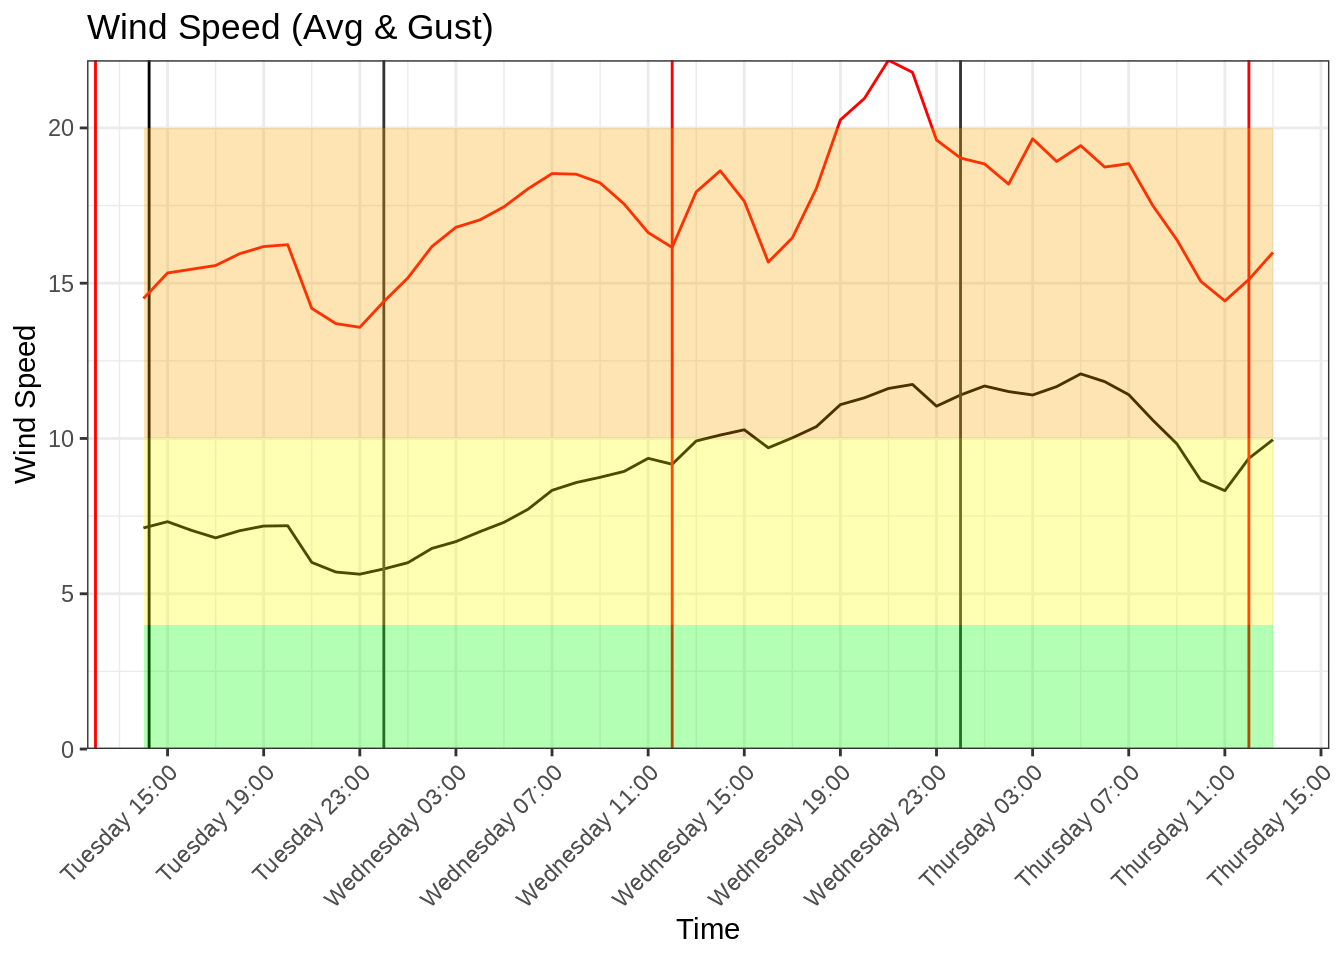 Wind Speed (Avg & Gust)
Wind Speed
20
15
10
5
0
Tuesday 15:00
Tuesday 19:00
Tuesday 23:00
Wednesday 03:00
Wednesday 07:00
Wednesday 11:00
Wednesday 15:00
Wednesday 19:00
Wednesday 23:00
Thursday 03:00
Thursday 07:00
Thursday 11:00
Thursday 15:00
Time